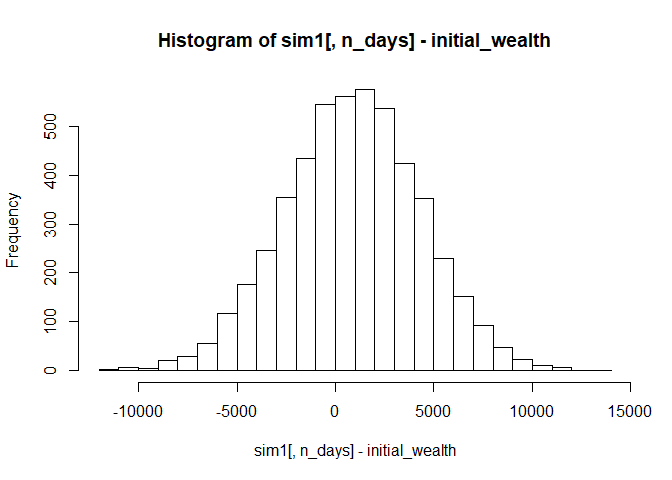 Histogram of sim1[, n_days] - initial_wealth
Frequency
500
400
300
200
100
0
-10000 -5000 0 5000 10000 15000
sim1[, n_days] - initial_wealth